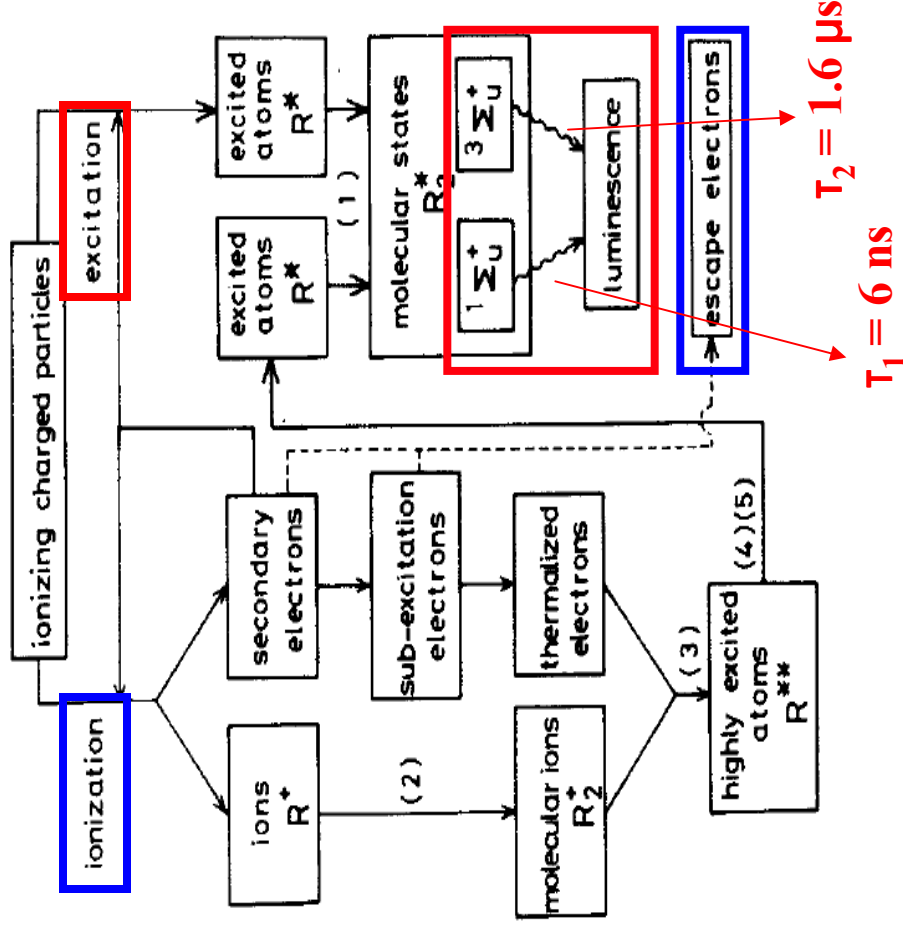 ionizing charged particles
ionization
excitation
ions
R⁺
secondary
electrons
excited
atoms
R*
excited
atoms
R*
(1)
(2)
sub-excitation
electrons
molecular states
R₂*
¹Σᵤ⁺
³Σᵤ⁺
molecular ions
R₂⁺
thermalized
electrons
luminescence
(3)
(4)(5)
highly excited
atoms
R**
escape electrons
τ₁ = 6 ns
τ₂ = 1.6 μs